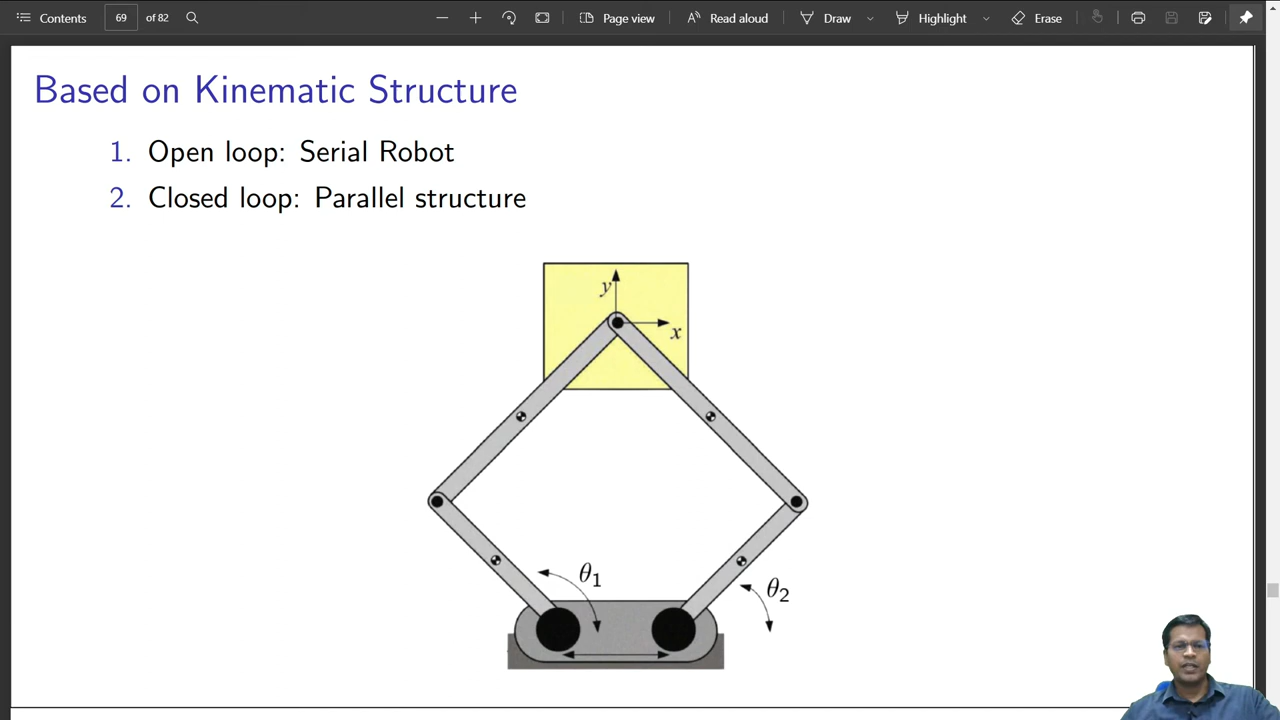 Contents
69 of 82
Page view
Read aloud
Draw
Highlight
Erase
Based on Kinematic Structure
1. Open loop: Serial Robot
2. Closed loop: Parallel structure
y
x
θ1
θ2